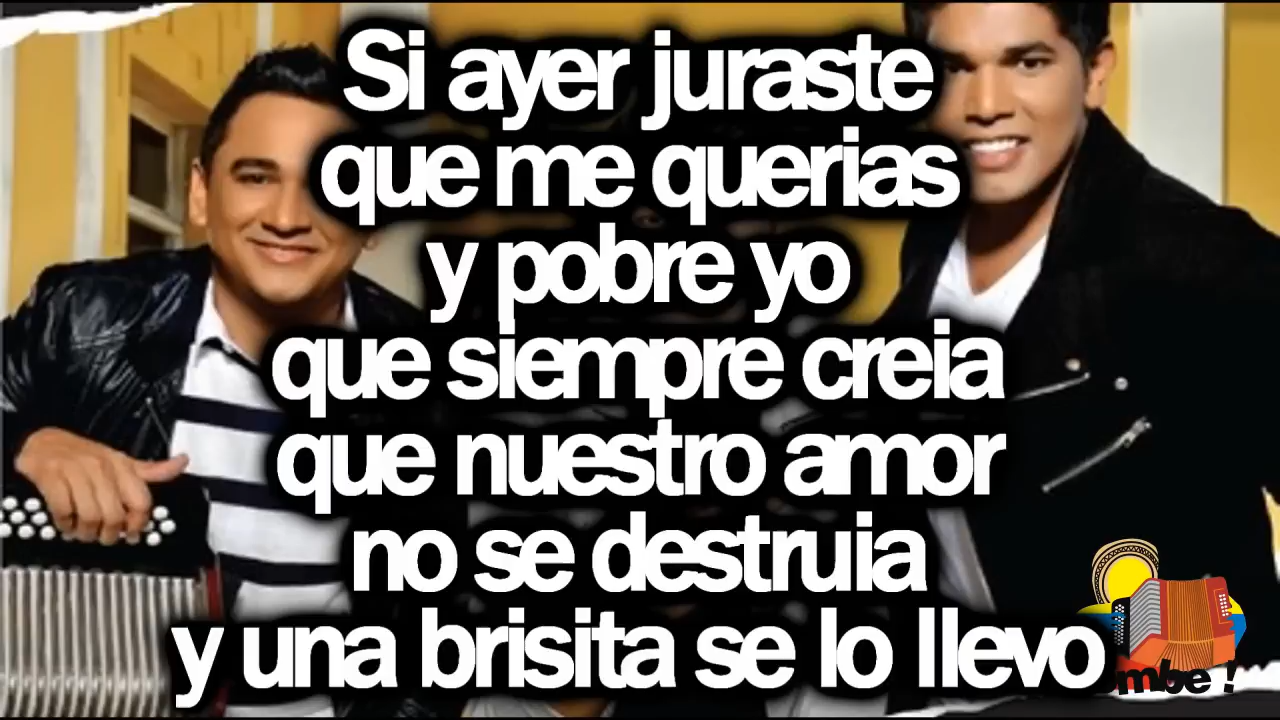 Si ayer juraste
que me querias
y pobre yo
que siempre creia
que nuestro amor
no se destruia
y una brisita se lo llevo